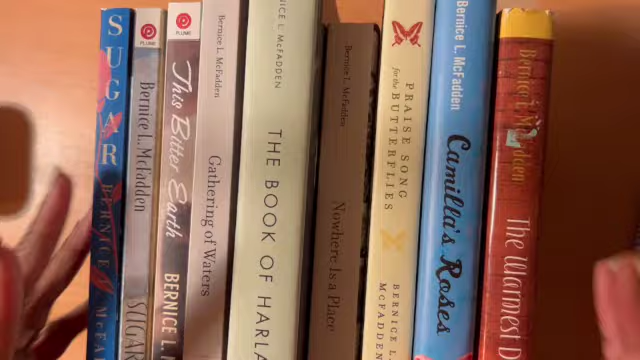 SUGAR
BERNICE
PLUME
Bernice L. McFadden
SUGAR
PLUME
This Bitter Earth
BERNICE L.
Bernice L. McFadden
Gathering of Waters
L. McFADDEN
THE BOOK OF
Bernice L. McFadden
Nowhere Is a Place
PRAISE SONG
for the
BUTTERFLIES
BERNICE L.
McFADDEN
Bernice L. McFadden
Camilla's Roses
Bernice L. McFadden
The Warmest